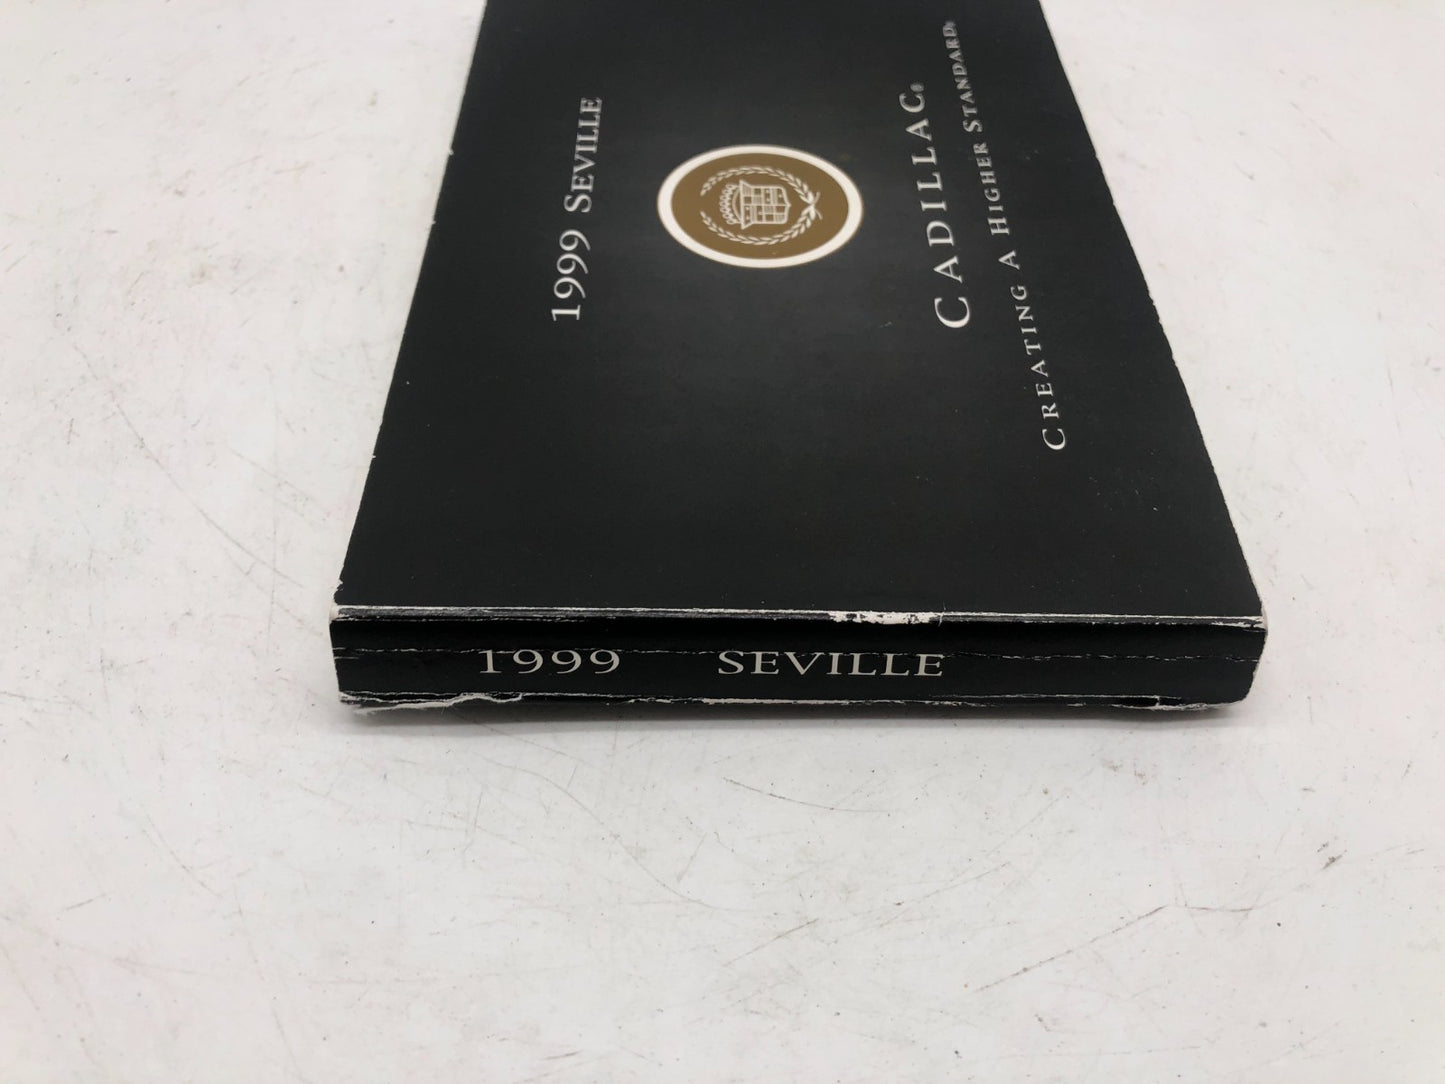 1999 SEVILLE
CADILLAC®
CREATING A HIGHER STANDARD®
1999 SEVILLE